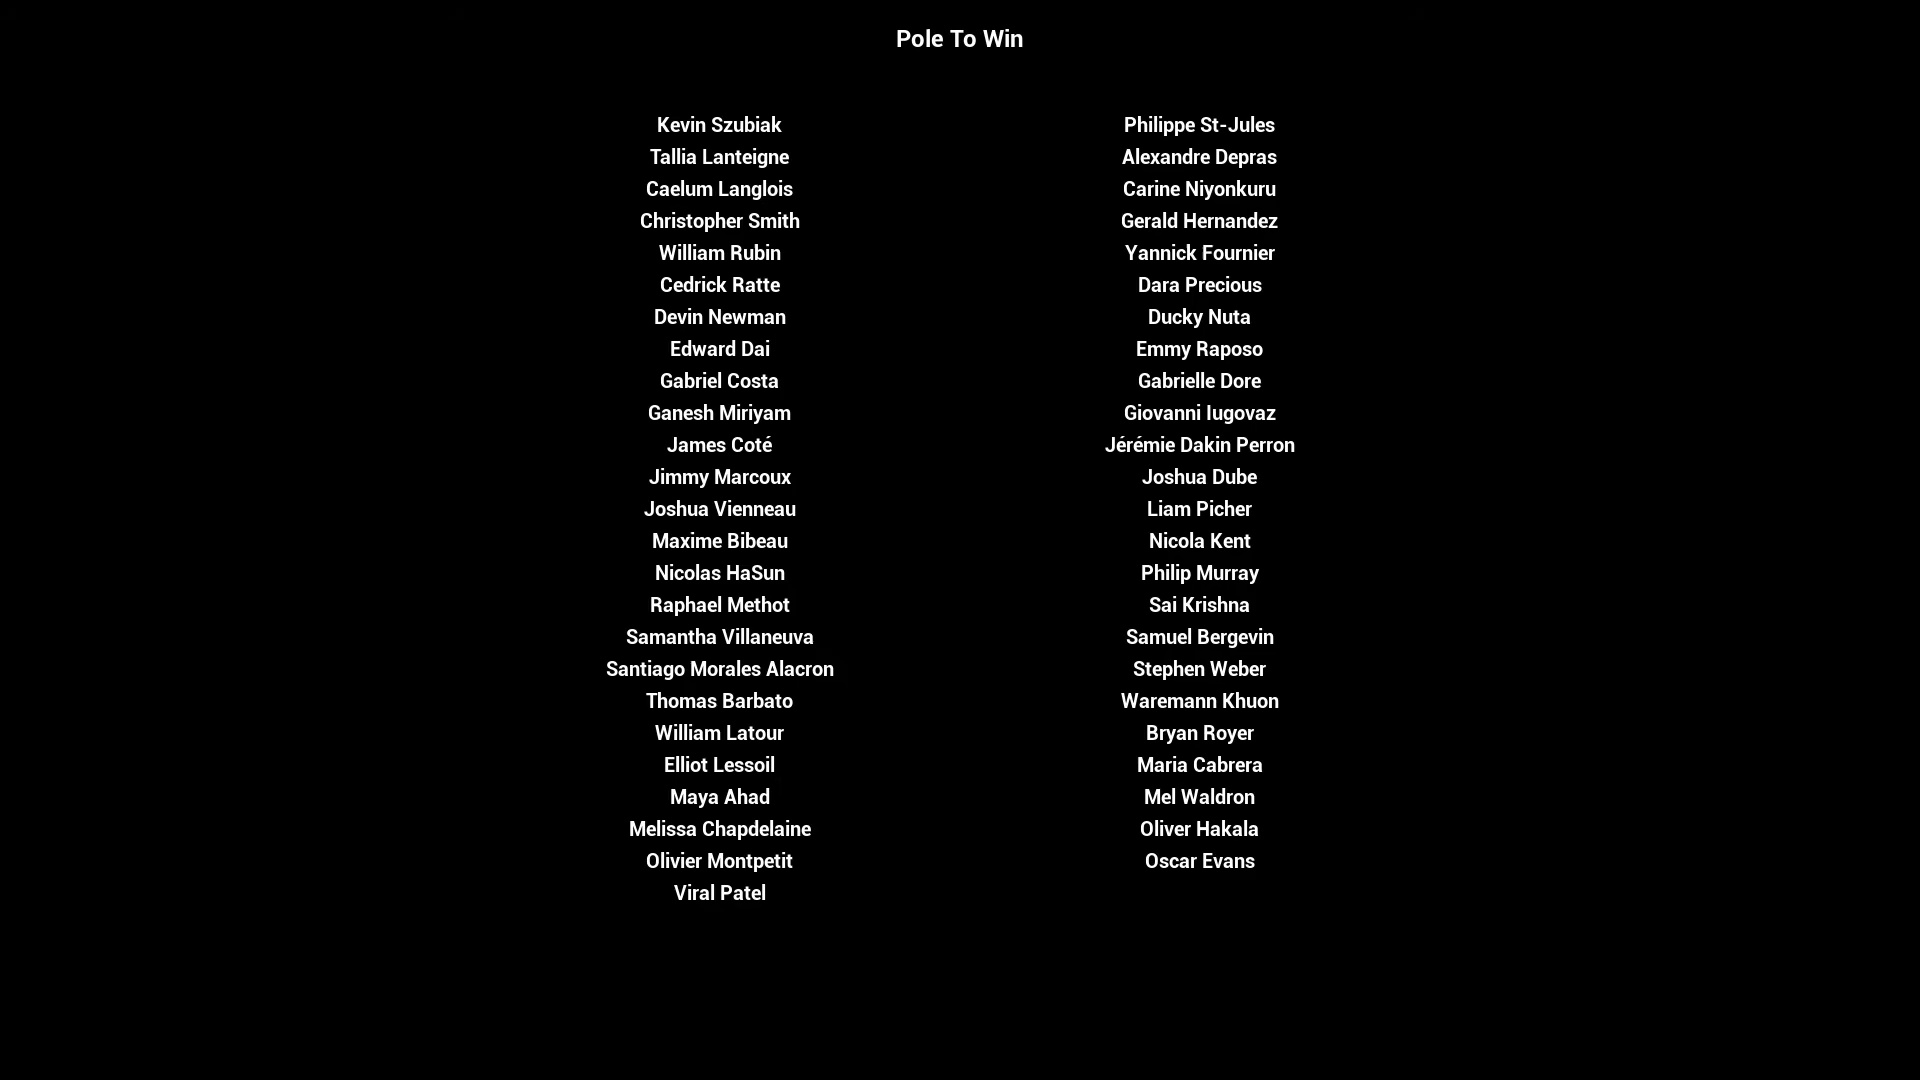 Pole To Win
Kevin Szubiak
Tallia Lanteigne
Caelum Langlois
Christopher Smith
William Rubin
Cedrick Ratte
Devin Newman
Edward Dai
Gabriel Costa
Ganesh Miriyam
James Coté
Jimmy Marcoux
Joshua Vienneau
Maxime Bibeau
Nicolas HaSun
Raphael Methot
Samantha Villaneuva
Santiago Morales Alacron
Thomas Barbato
William Latour
Elliot Lessoil
Maya Ahad
Melissa Chapdelaine
Olivier Montpetit
Viral Patel
Philippe St-Jules
Alexandre Depras
Carine Niyonkuru
Gerald Hernandez
Yannick Fournier
Dara Precious
Ducky Nuta
Emmy Raposo
Gabrielle Dore
Giovanni Iugovaz
Jérémie Dakin Perron
Joshua Dube
Liam Picher
Nicola Kent
Philip Murray
Sai Krishna
Samuel Bergevin
Stephen Weber
Waremann Khuon
Bryan Royer
Maria Cabrera
Mel Waldron
Oliver Hakala
Oscar Evans